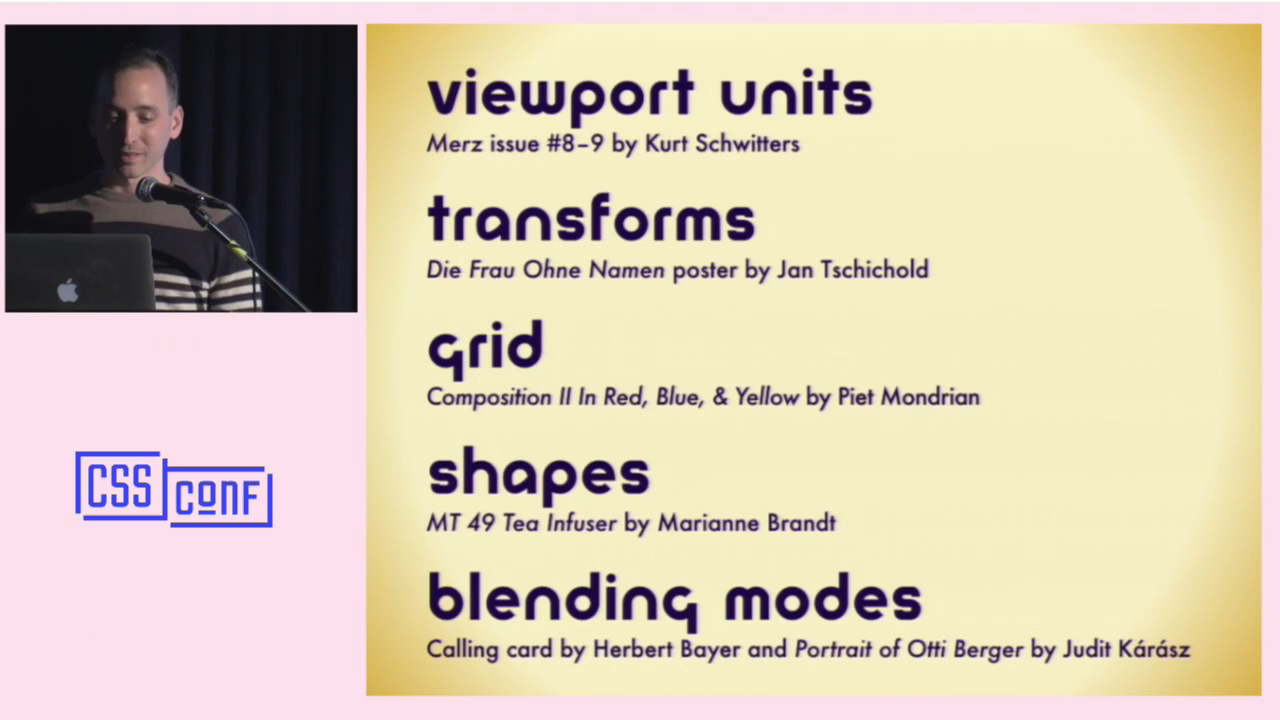 viewport units
Merz issue #8–9 by Kurt Schwitters
transforms
Die Frau Ohne Namen poster by Jan Tschichold
grid
Composition II In Red, Blue, & Yellow by Piet Mondrian
shapes
MT 49 Tea Infuser by Marianne Brandt
blending modes
Calling card by Herbert Bayer and Portrait of Otti Berger by Judit Kárász
CSS
CONF